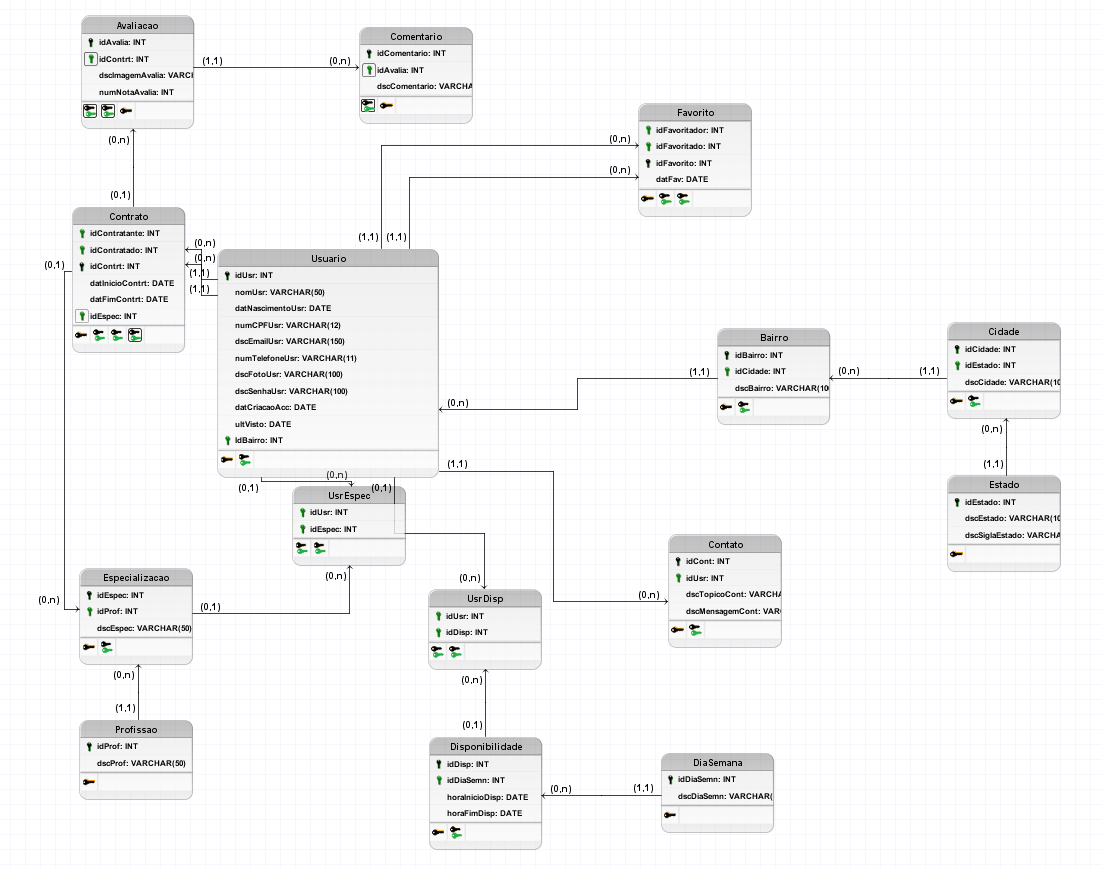 Avaliacao
idAvalia: INT
idContrt: INT
dscImagemAvalia: VARCI
numNotaAvalia: INT
(1,1)
(0,n)
Comentario
idComentario: INT
idAvalia: INT
dscComentario: VARCHA
Favorito
idFavoritador: INT
idFavoritado: INT
idFavorito: INT
datFav: DATE
(0,n)
(0,n)
(1,1)
(1,1)
(0,n)
(0,1)
Contrato
idContratante: INT
idContratado: INT
idContrt: INT
datInicioContrt: DATE
datFimContrt: DATE
idEspec: INT
(0,n)
(0,n)
(1,1)
(1,1)
(0,1)
Usuario
idUsr: INT
nomUsr: VARCHAR(50)
datNascimentoUsr: DATE
numCPFUsr: VARCHAR(12)
dscEmailUsr: VARCHAR(150)
numTelefoneUsr: VARCHAR(11)
dscFotoUsr: VARCHAR(100)
dscSenhaUsr: VARCHAR(100)
datCriacaoAcc: DATE
ultVisto: DATE
IdBairro: INT
(0,n)
(1,1)
Bairro
idBairro: INT
idCidade: INT
dscBairro: VARCHAR(10
(0,n)
(1,1)
Cidade
idCidade: INT
idEstado: INT
dscCidade: VARCHAR(10
(0,n)
(1,1)
Estado
idEstado: INT
dscEstado: VARCHAR(10
dscSiglaEstado: VARCHA
(0,1)
(0,n)
(0,1)
(1,1)
UsrEspec
idUsr: INT
idEspec: INT
(0,n)
Contato
idCont: INT
idUsr: INT
dscTopicoCont: VARCHA
dscMensagemCont: VAR
(0,n)
Especializacao
idEspec: INT
idProf: INT
dscEspec: VARCHAR(50)
(0,n)
(0,1)
(0,n)
(1,1)
Profissao
idProf: INT
dscProf: VARCHAR(50)
(0,n)
UsrDisp
idUsr: INT
idDisp: INT
(0,n)
(0,1)
Disponibilidade
idDisp: INT
idDiaSemn: INT
horaInicioDisp: DATE
horaFimDisp: DATE
(0,n)
(1,1)
DiaSemana
idDiaSemn: INT
dscDiaSemn: VARCHAR(